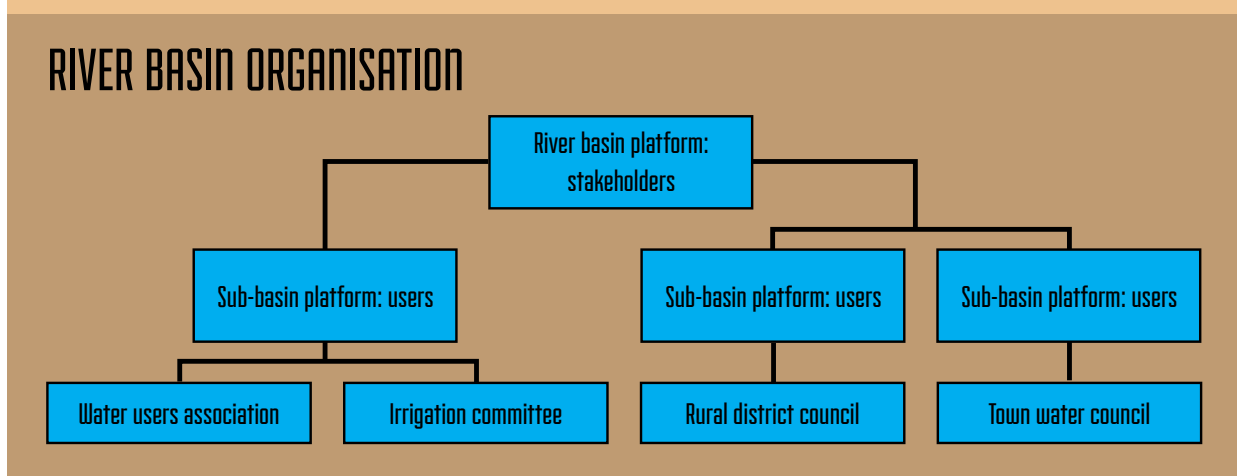 RIVER BASIN ORGANISATION
River basin platform:
stakeholders
Sub-basin platform: users
Sub-basin platform: users
Sub-basin platform: users
Water users association
Irrigation committee
Rural district council
Town water council